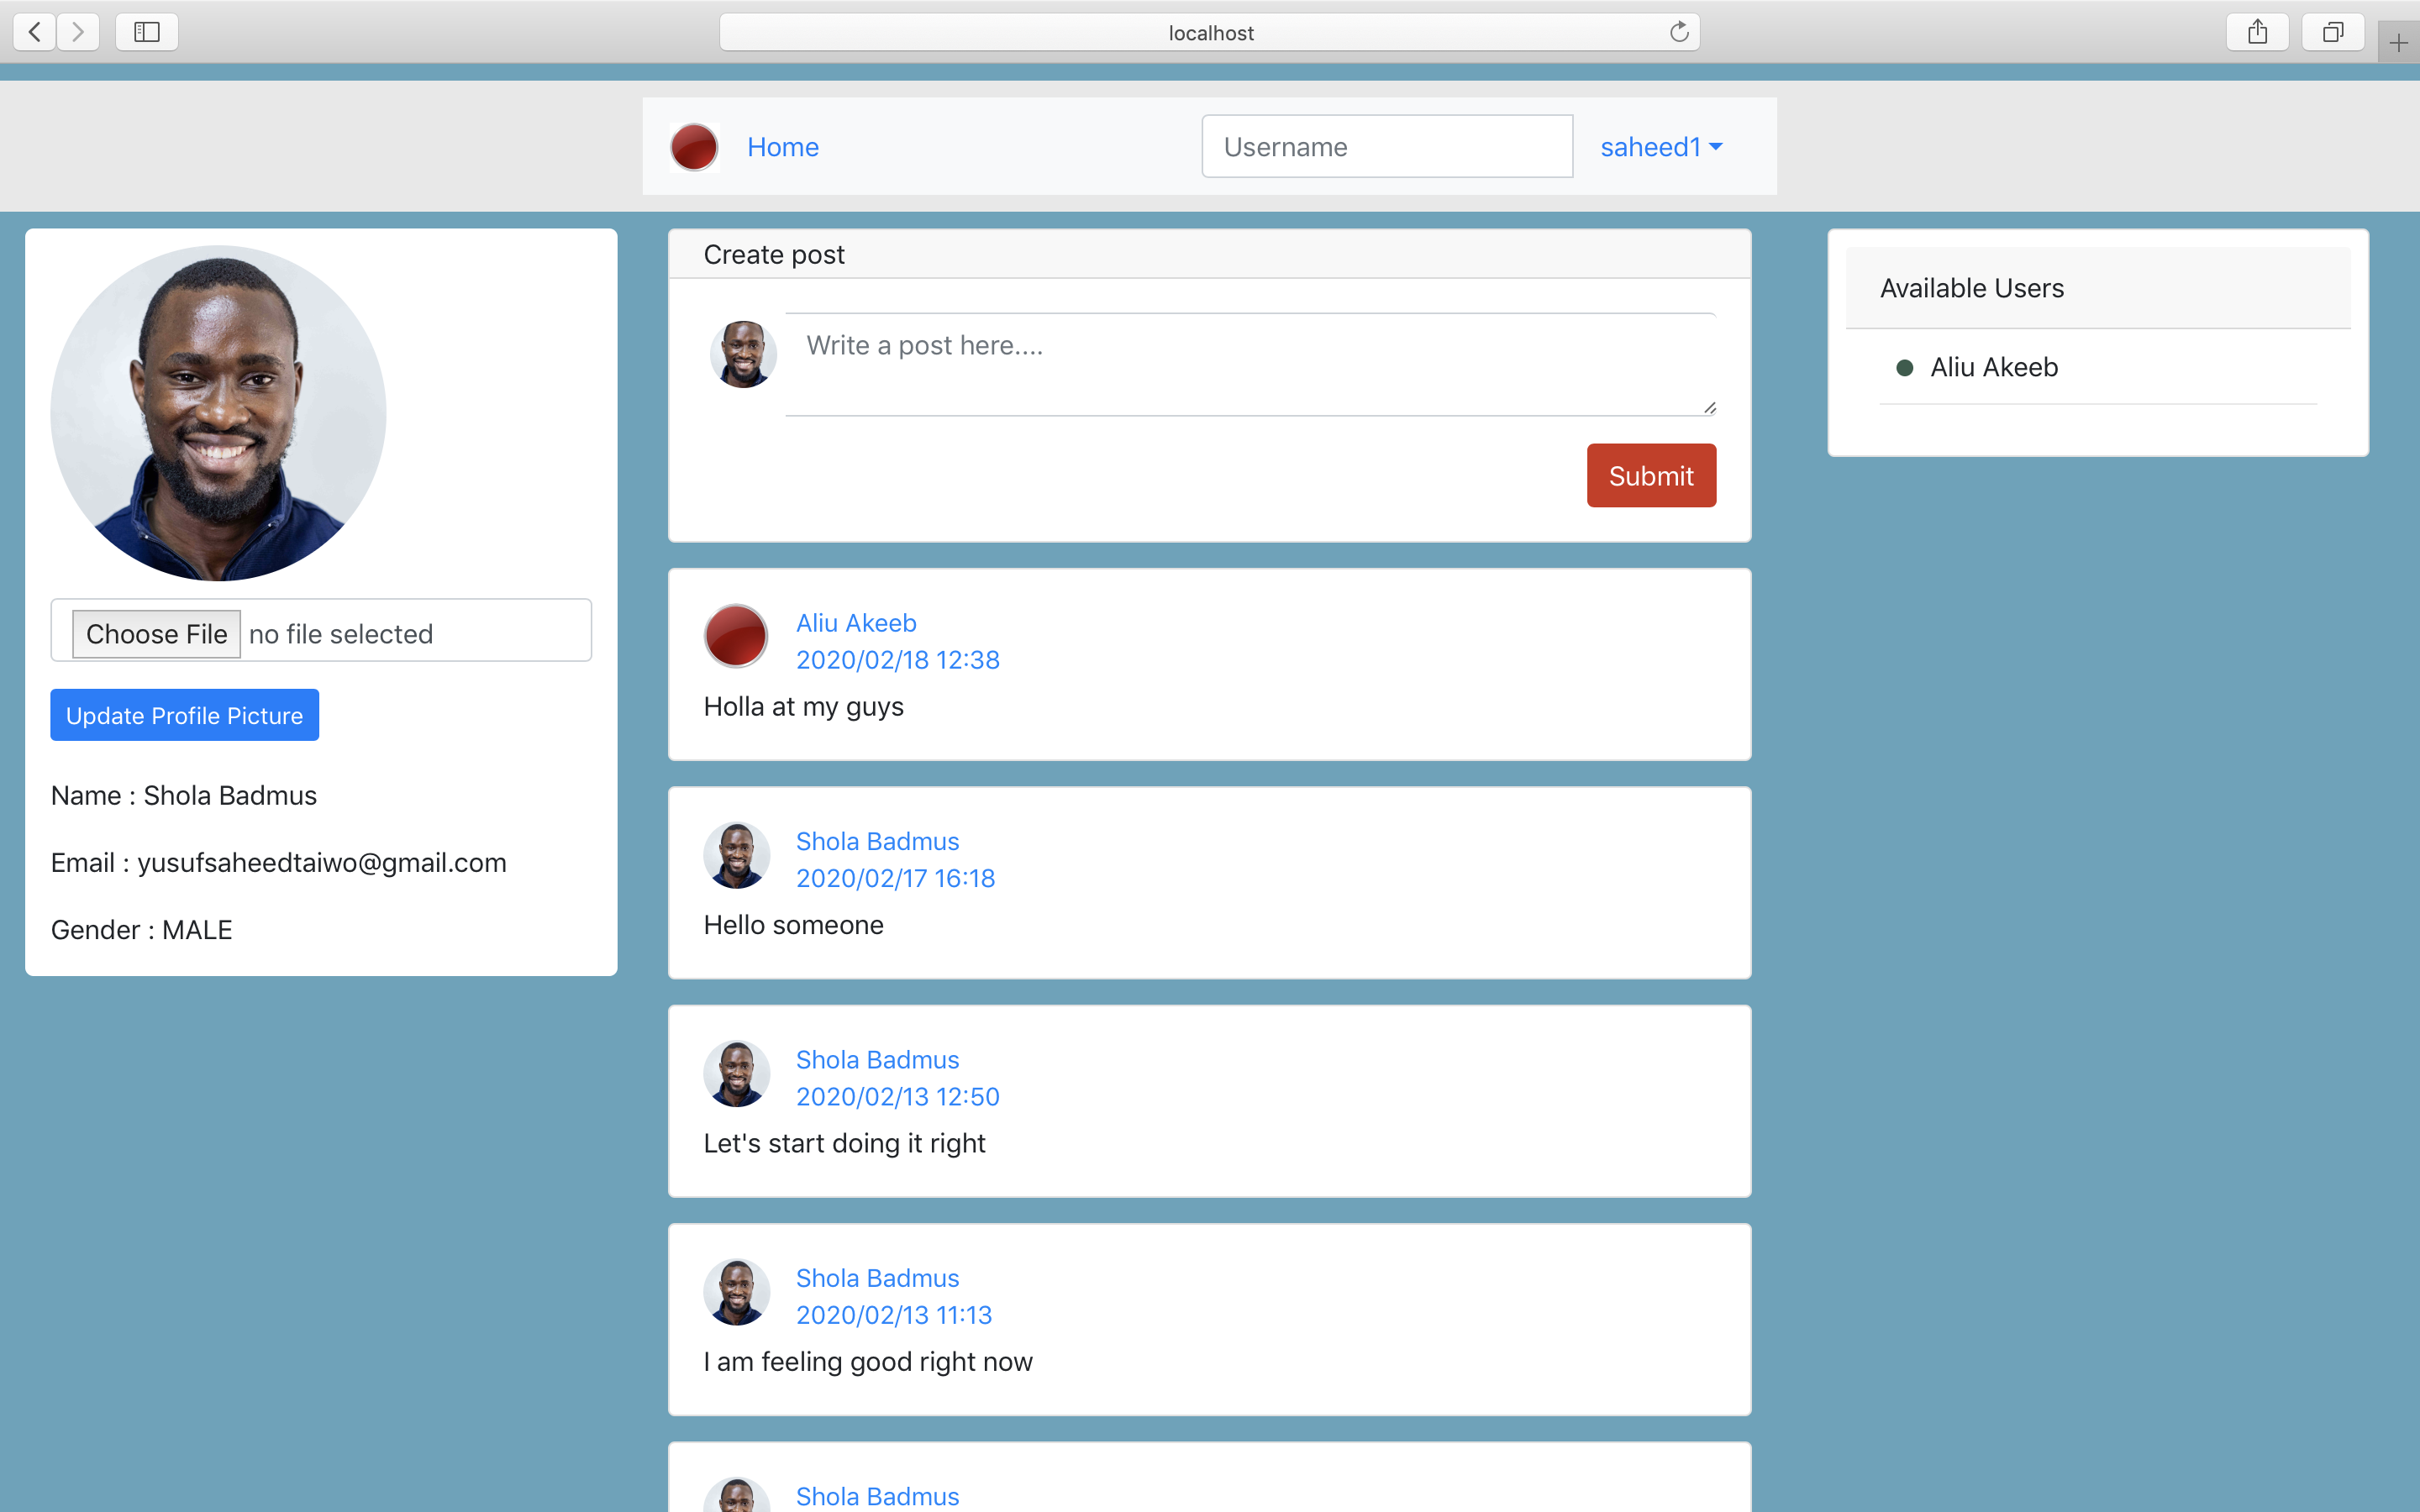 localhost
Home
Username
saheed1
Choose File no file selected
Update Profile Picture
Name : Shola Badmus
Email : yusufsaheedtaiwo@gmail.com
Gender : MALE
Create post
Write a post here....
Submit
Aliu Akeeb
2020/02/18 12:38
Holla at my guys
Shola Badmus
2020/02/17 16:18
Hello someone
Shola Badmus
2020/02/13 12:50
Let's start doing it right
Shola Badmus
2020/02/13 11:13
I am feeling good right now
Shola Badmus
Available Users
Aliu Akeeb